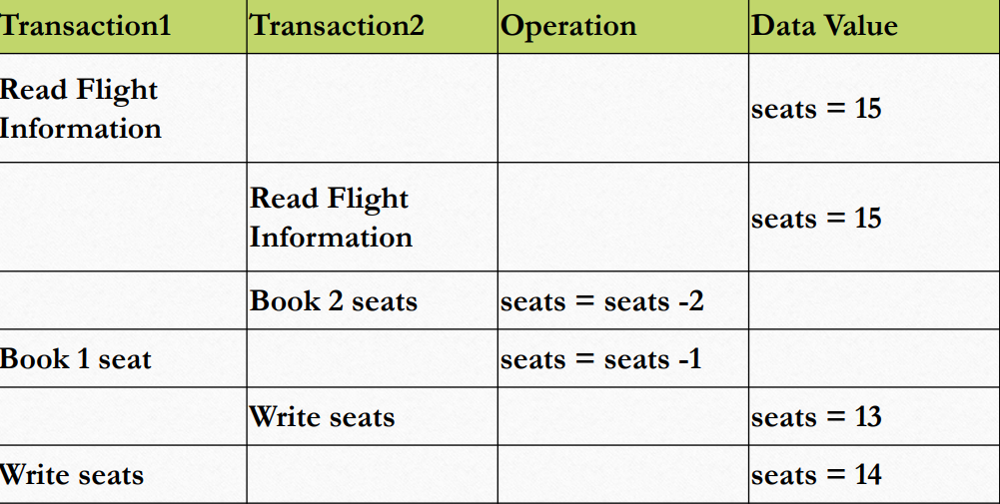 Transaction1 Transaction2 Operation Data Value
Read Flight
Information
seats = 15
Read Flight
Information
seats = 15
Book 2 seats seats = seats -2
Book 1 seat seats = seats -1
Write seats seats = 13
Write seats seats = 14